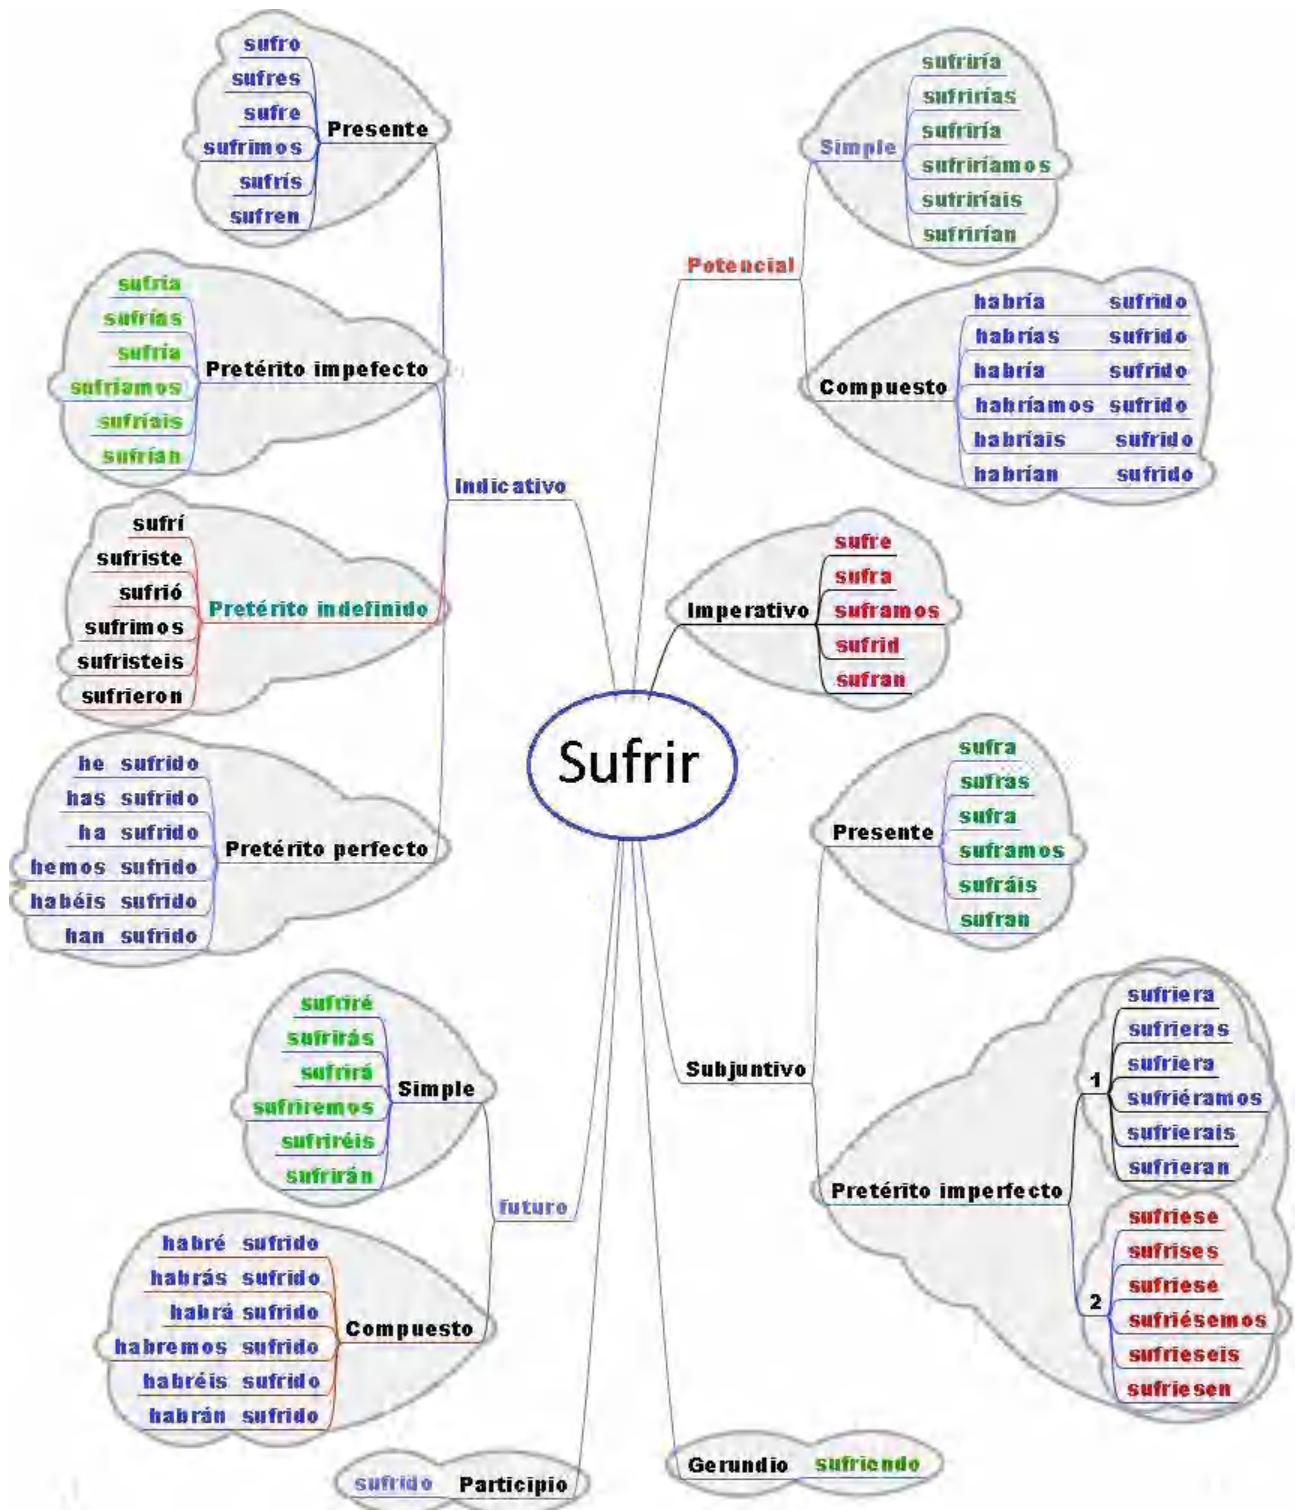 Sufrir
Indicativo
Presente
sufro
sufres
sufre
sufrimos
sufrís
sufren
Pretérito impefecto
sufría
sufrías
sufría
sufríamos
sufríais
sufrían
Pretérito indefinido
sufrí
sufriste
sufrió
sufrimos
sufristeis
sufrieron
Pretérito perfecto
he sufrido
has sufrido
ha sufrido
hemos sufrido
habéis sufrido
han sufrido
futuro
Simple
sufriré
sufrirás
sufrirá
sufriremos
sufriréis
sufrirán
Compuesto
habré sufrido
habrás sufrido
habrá sufrido
habremos sufrido
habréis sufrido
habrán sufrido
Participio
sufrido
Potencial
Simple
sufriría
sufrirías
sufriría
sufriríamos
sufriríais
sufrirían
Compuesto
habría sufrido
habrías sufrido
habría sufrido
habríamos sufrido
habríais sufrido
habrían sufrido
Imperativo
sufre
sufra
suframos
sufrid
sufran
Subjuntivo
Presente
sufra
sufras
sufra
suframos
sufráis
sufran
Pretérito imperfecto
1
sufriera
sufrieras
sufriera
sufriéramos
sufrierais
sufrieran
2
sufriese
sufrises
sufriese
sufriésemos
sufrieseis
sufriesen
Gerundio
sufriendo